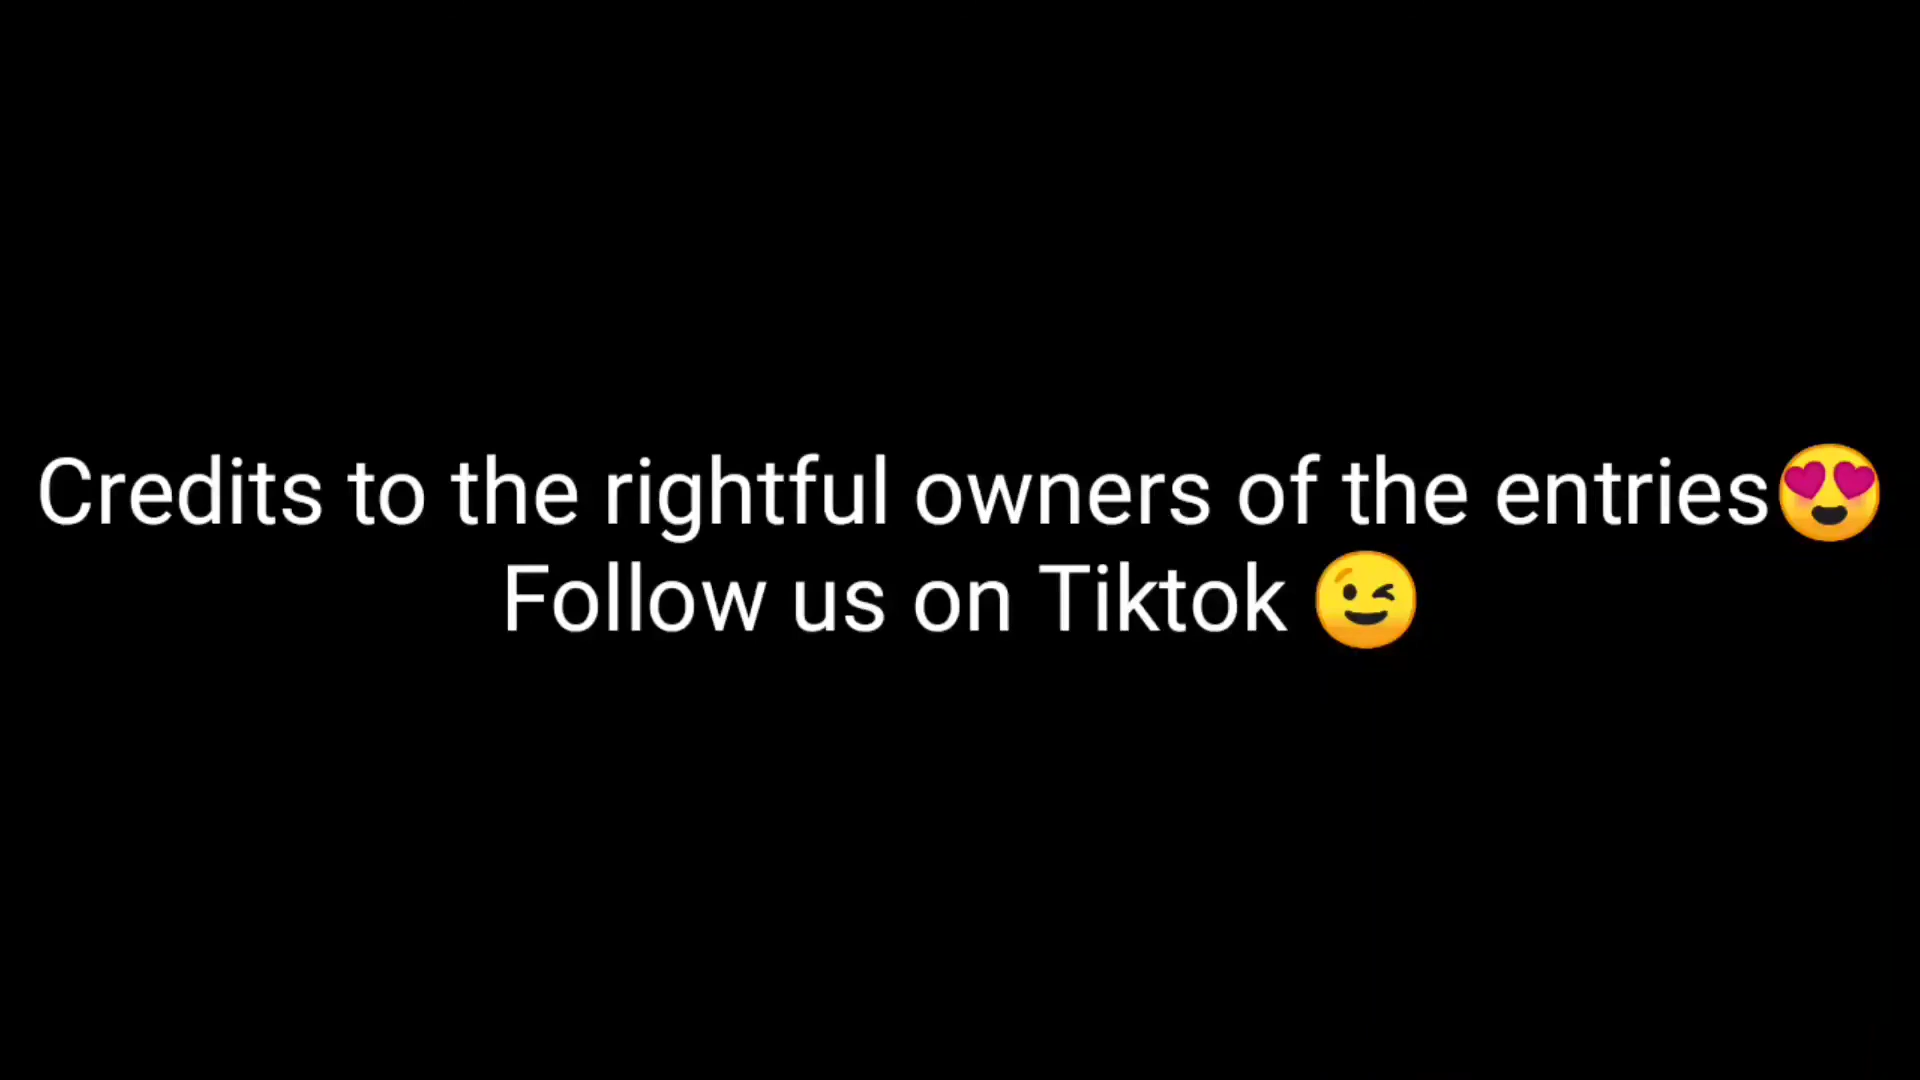 Credits to the rightful owners of the entries😍
Follow us on Tiktok 😉